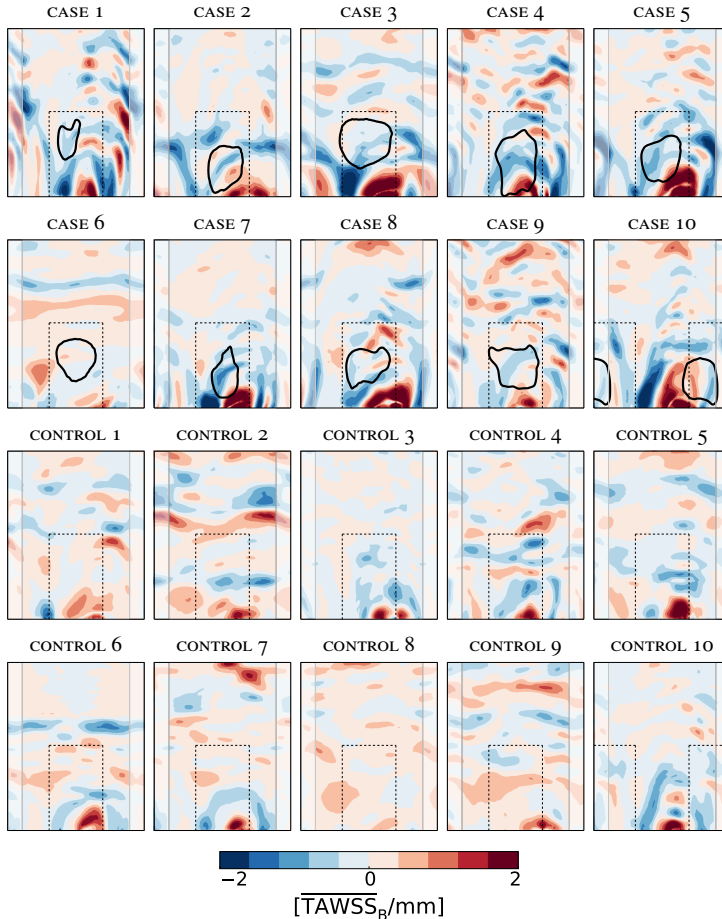 CASE 1 CASE 2 CASE 3 CASE 4 CASE 5
CASE 6 CASE 7 CASE 8 CASE 9 CASE 10
CONTROL 1 CONTROL 2 CONTROL 3 CONTROL 4 CONTROL 5
CONTROL 6 CONTROL 7 CONTROL 8 CONTROL 9 CONTROL 10
−2 0 2
[TAWSS_B/mm]